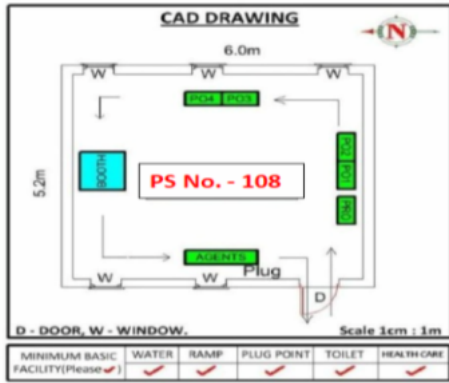 CAD DRAWING
N
6.0m
W W W
PO4 PO3
5.2m
BOOTH
PS No. - 108
PO2
PO1
PRO
AGENTS
Plug
W W
D
D - DOOR, W - WINDOW. Scale 1cm : 1m
MINIMUM BASIC FACILITY(Please✓) WATER RAMP PLUG POINT TOILET HEALTH CARE
✓ ✓ ✓ ✓ ✓